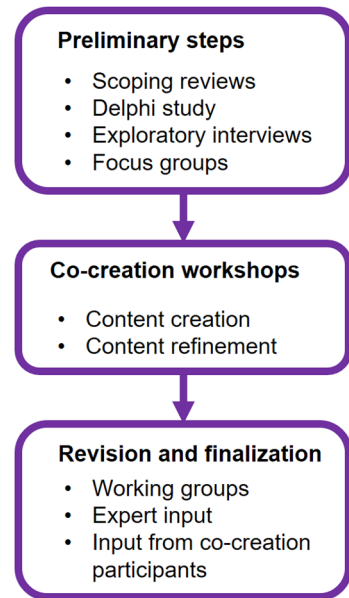 Preliminary steps
• Scoping reviews
• Delphi study
• Exploratory interviews
• Focus groups
Co-creation workshops
• Content creation
• Content refinement
Revision and finalization
• Working groups
• Expert input
• Input from co-creation
participants